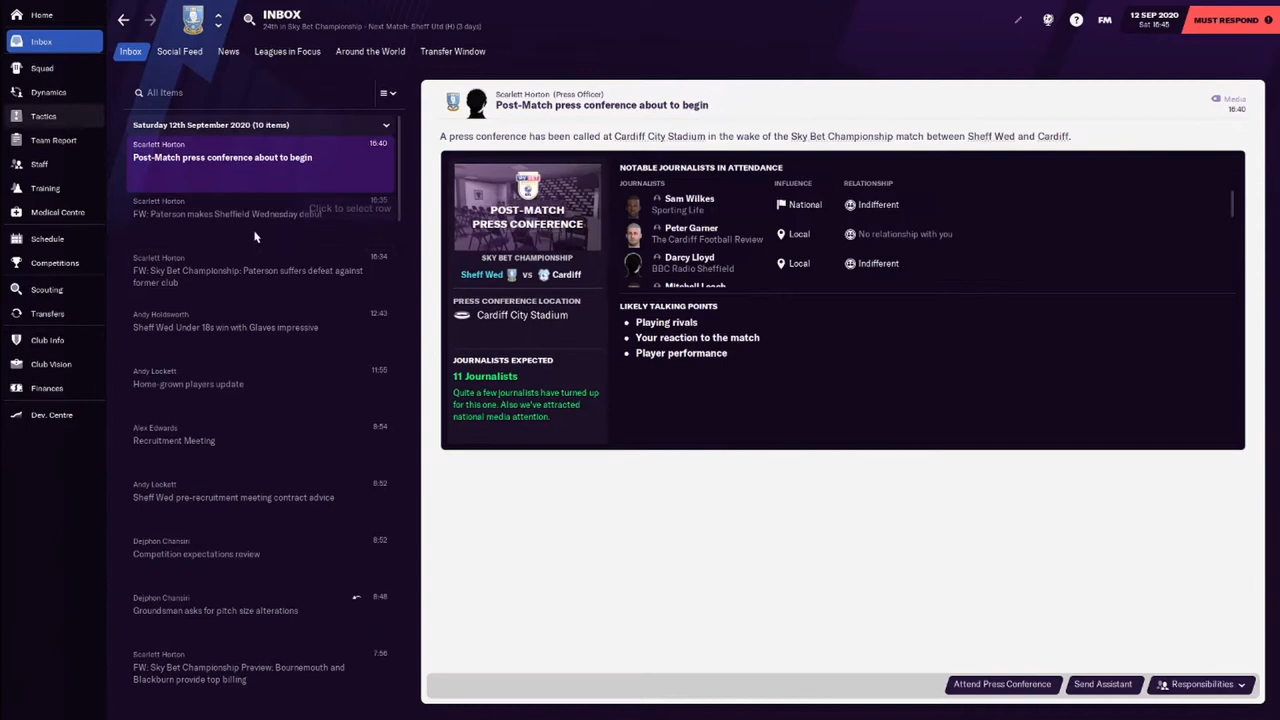 Home
Inbox
Squad
Dynamics
Tactics
Team Report
Staff
Training
Medical Centre
Schedule
Competitions
Scouting
Transfers
Club Info
Club Vision
Finances
Dev. Centre
INBOX
24th in Sky Bet Championship - Next Match: Sheff Utd (H) (3 days)
FM
12 SEP 2020
Sat 16:45
MUST RESPOND
Inbox
Social Feed
News
Leagues in Focus
Around the World
Transfer Window
All Items
Saturday 12th September 2020 (10 items)
Scarlett Horton 16:40
Post-Match press conference about to begin
Scarlett Horton 16:35
FW: Paterson makes Sheffield Wednesday debut
Click to select row
Scarlett Horton 16:34
FW: Sky Bet Championship: Paterson suffers defeat against
former club
Andy Holdsworth 12:43
Sheff Wed Under 18s win with Glaves impressive
Andy Lockett 11:55
Home-grown players update
Alex Edwards 8:54
Recruitment Meeting
Andy Lockett 8:52
Sheff Wed pre-recruitment meeting contract advice
Dejphon Chansiri 8:52
Competition expectations review
Dejphon Chansiri 8:48
Groundsman asks for pitch size alterations
Scarlett Horton 7:56
FW: Sky Bet Championship Preview: Bournemouth and
Blackburn provide top billing
Scarlett Horton (Press Officer)
Post-Match press conference about to begin
Media
16:40
A press conference has been called at Cardiff City Stadium in the wake of the Sky Bet Championship match between Sheff Wed and Cardiff.
SKY BET
POST-MATCH
PRESS CONFERENCE
SKY BET CHAMPIONSHIP
Sheff Wed vs Cardiff
PRESS CONFERENCE LOCATION
Cardiff City Stadium
JOURNALISTS EXPECTED
11 Journalists
Quite a few journalists have turned up
for this one. Also we've attracted
national media attention.
NOTABLE JOURNALISTS IN ATTENDANCE
JOURNALISTS INFLUENCE RELATIONSHIP
Sam Wilkes
Sporting Life
National Indifferent
Peter Garner
The Cardiff Football Review
Local No relationship with you
Darcy Lloyd
BBC Radio Sheffield
Local Indifferent
Mitchell Leach
LIKELY TALKING POINTS
Playing rivals
Your reaction to the match
Player performance
Attend Press Conference
Send Assistant
Responsibilities